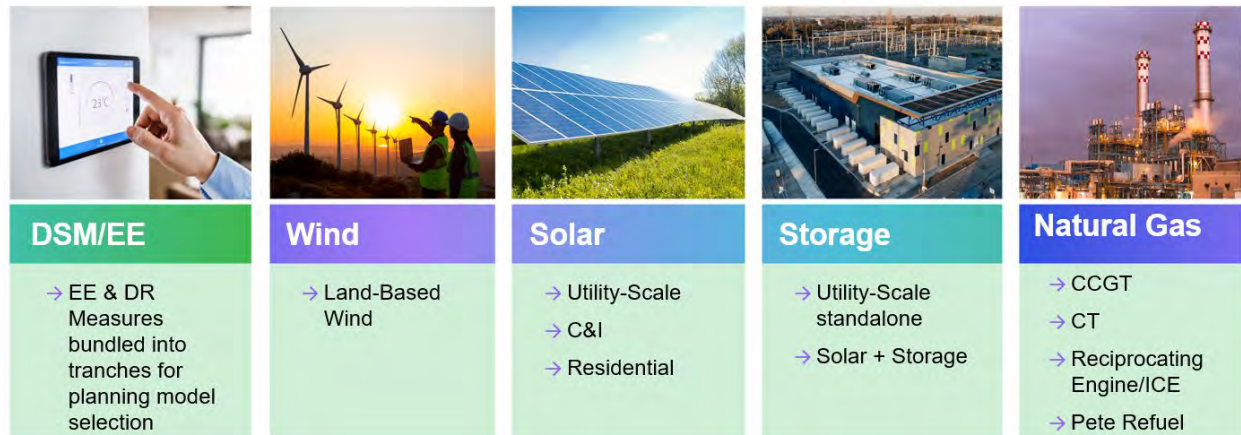 23°C
DSM/EE
→ EE & DR
Measures
bundled into
tranches for
planning model
selection
Wind
→ Land-Based
Wind
Solar
→ Utility-Scale
→ C&I
→ Residential
Storage
→ Utility-Scale
standalone
→ Solar + Storage
Natural Gas
→ CCGT
→ CT
→ Reciprocating
Engine/ICE
→ Pete Refuel